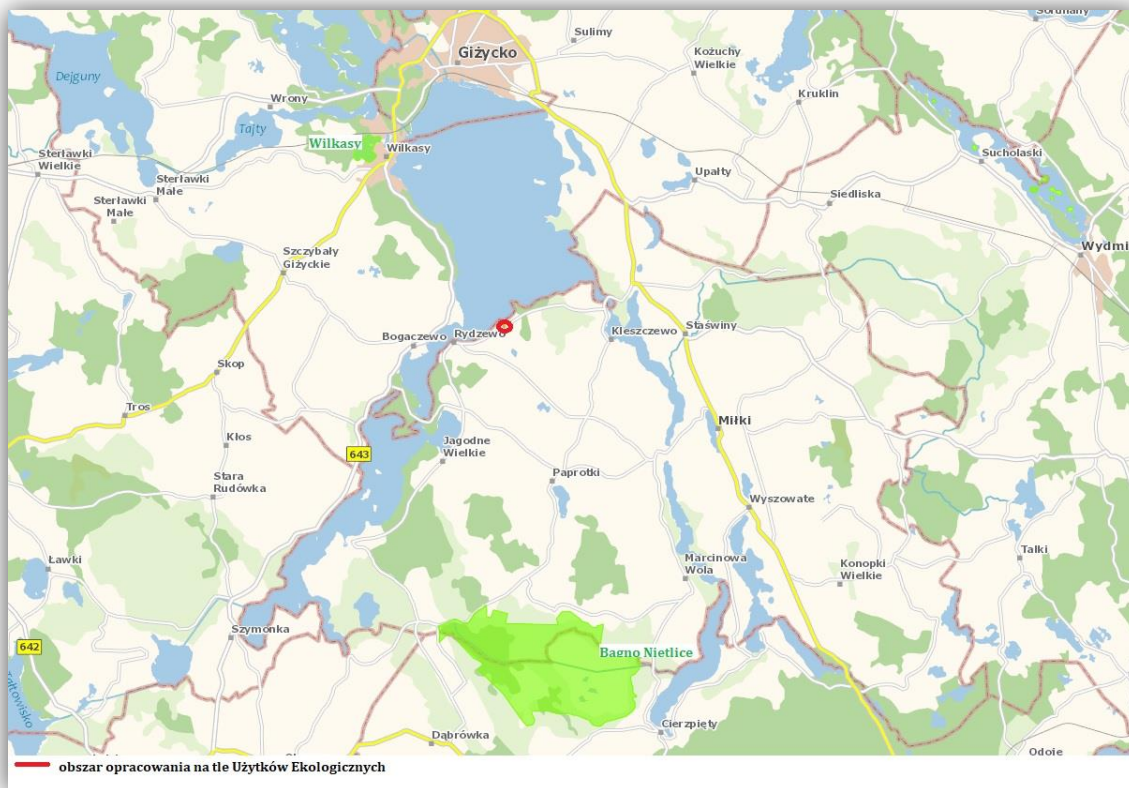 Soruńany
Sulimy
Giżycko
Kożuchy
Wielkie
Dejguny
Kruklin
Wrony
Tajty
Wilkasy
Wilkasy
Sterławki
Wielkie
Sterławki
Małe
Sterławki
Małe
Sucholaski
Upałty
Siedliska
Wydmi
Szczybały
Giżyckie
Bogaczewo
Rydzewo
Kleszczewo
Staświny
Skop
Tros
Kłos
643
Jagodne
Wielkie
Miłki
Stara
Rudówka
Paprotki
Wyszowate
Ławki
Marcinowa
Wola
Konopki
Wielkie
Talki
Szymonka
642
Bagno Nietlice
Tałtowisko
Cierzpięty
Dąbrówka
Odoje
obszar opracowania na tle Użytków Ekologicznych